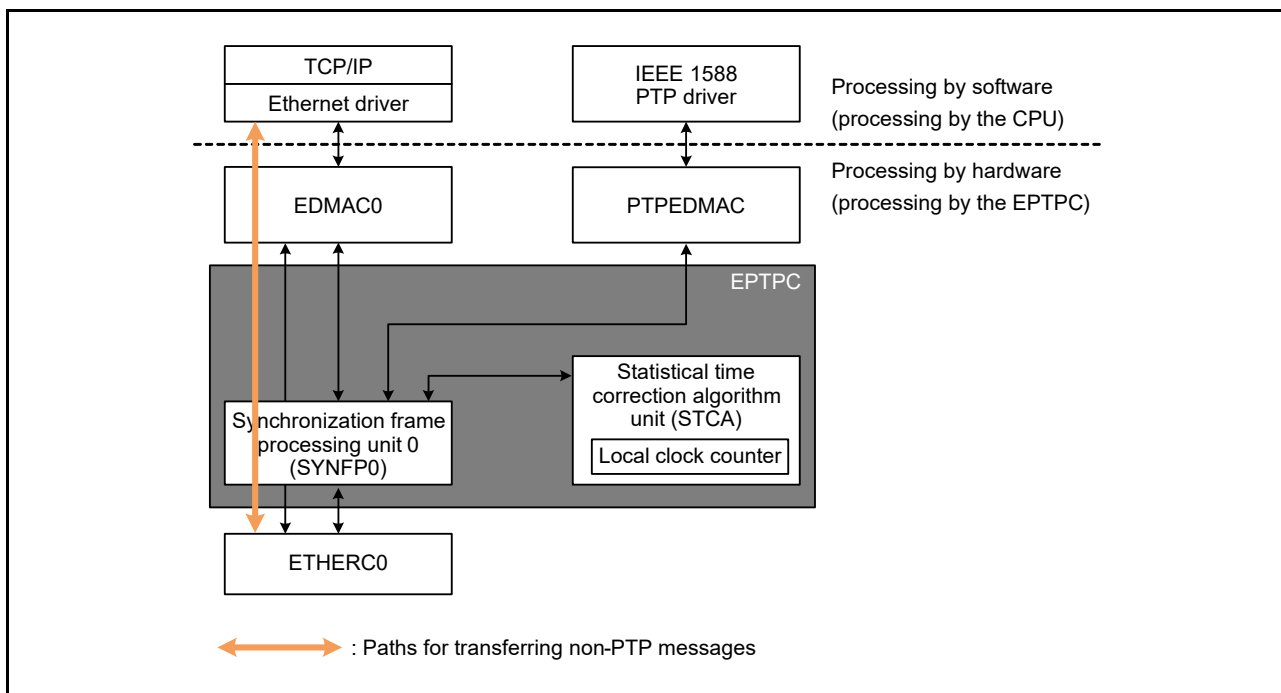 TCP/IP
Ethernet driver
IEEE 1588
PTP driver
Processing by software
(processing by the CPU)
Processing by hardware
(processing by the EPTPC)
EDMAC0
PTPEDMAC
EPTPC
Synchronization frame
processing unit 0
(SYNFP0)
Statistical time
correction algorithm
unit (STCA)
Local clock counter
ETHERC0
: Paths for transferring non-PTP messages